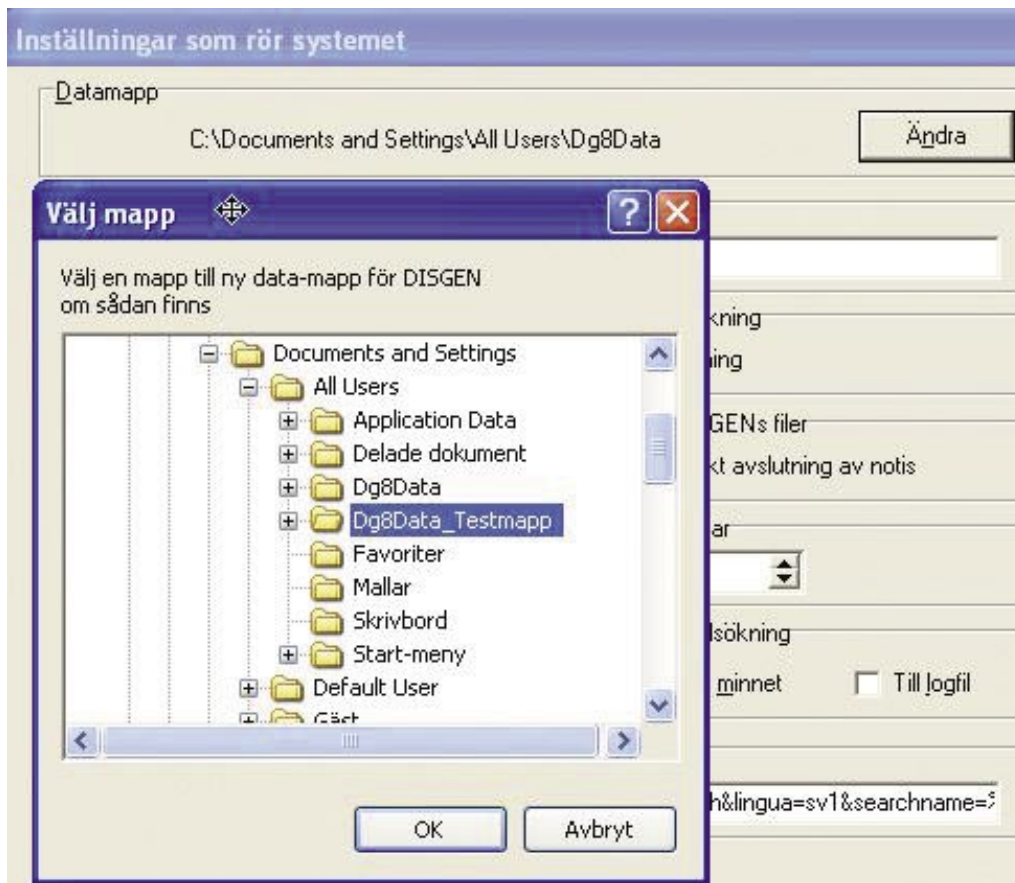 Inställningar som rör systemet
Datamapp
C:\Documents and Settings\All Users\Dg8Data
Ändra
Välj mapp
Välj en mapp till ny data-mapp för DISGEN
om sådan finns
Documents and Settings
All Users
Application Data
Delade dokument
Dg8Data
Dg8Data_Testmapp
Favoriter
Mallar
Skrivbord
Start-meny
Default User
Gäst
OK
Avbryt
kning
ning
GENs filer
kt avslutning av notis
ar
lsökning
minnet
Till logfil
h&lingua=sv1&searchname=